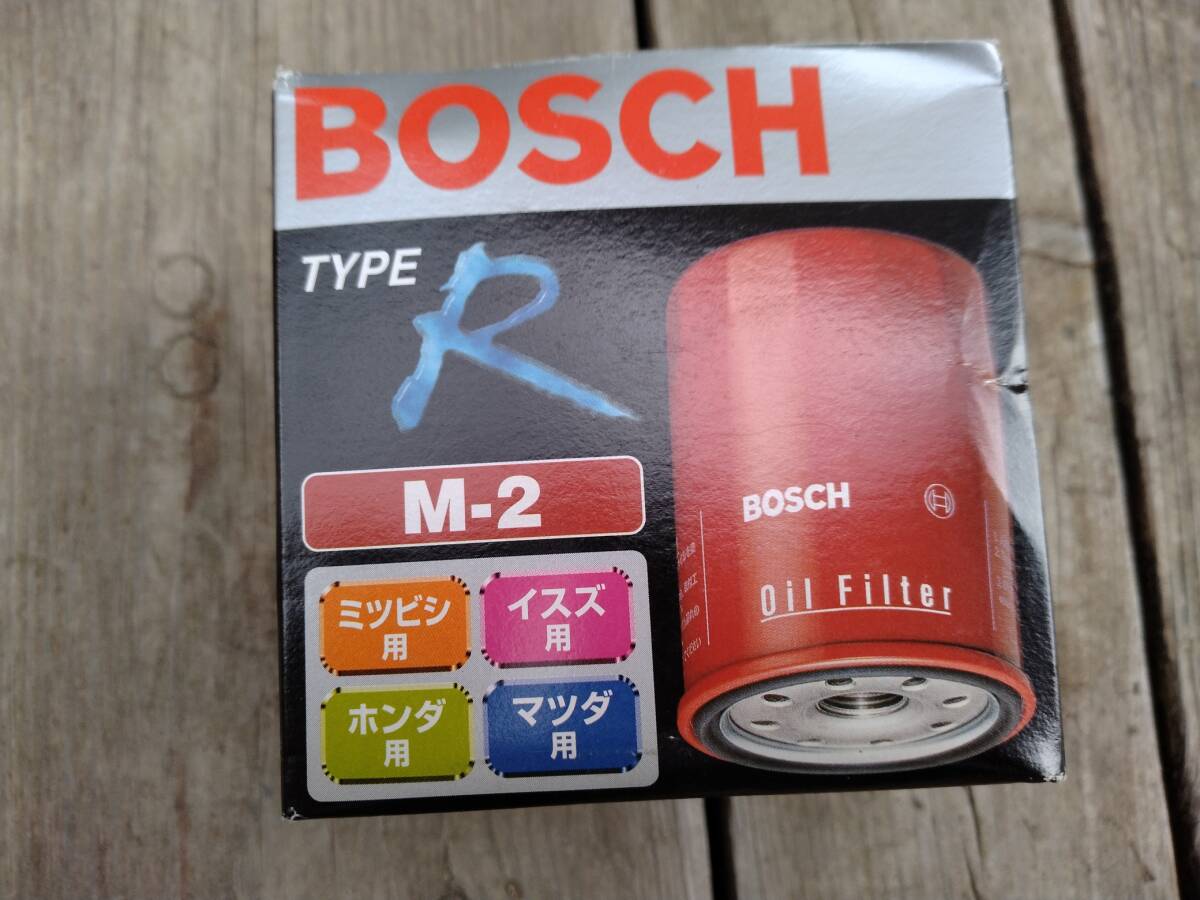 BOSCH
TYPE R
M-2
ミツビシ
用
イスズ
用
ホンダ
用
マツダ
用
BOSCH
Oil Filter